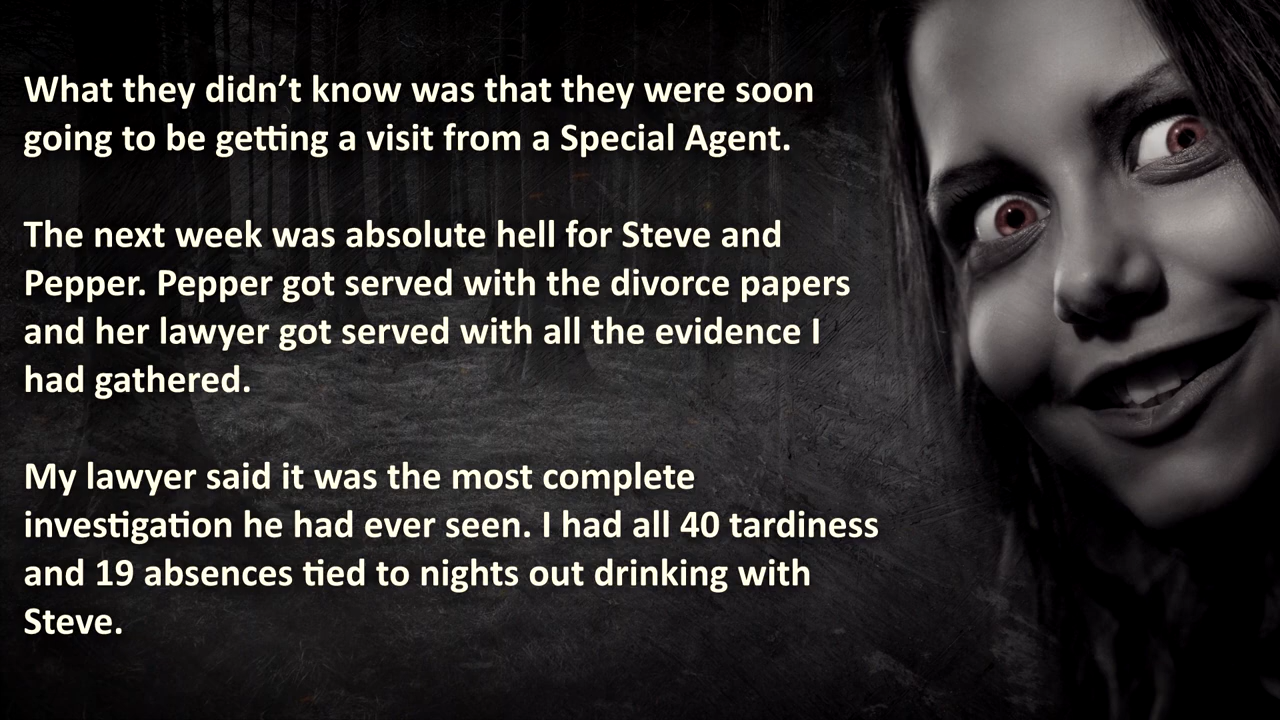 What they didn’t know was that they were soon
going to be getting a visit from a Special Agent.
The next week was absolute hell for Steve and
Pepper. Pepper got served with the divorce papers
and her lawyer got served with all the evidence I
had gathered.
My lawyer said it was the most complete
investigation he had ever seen. I had all 40 tardiness
and 19 absences tied to nights out drinking with
Steve.